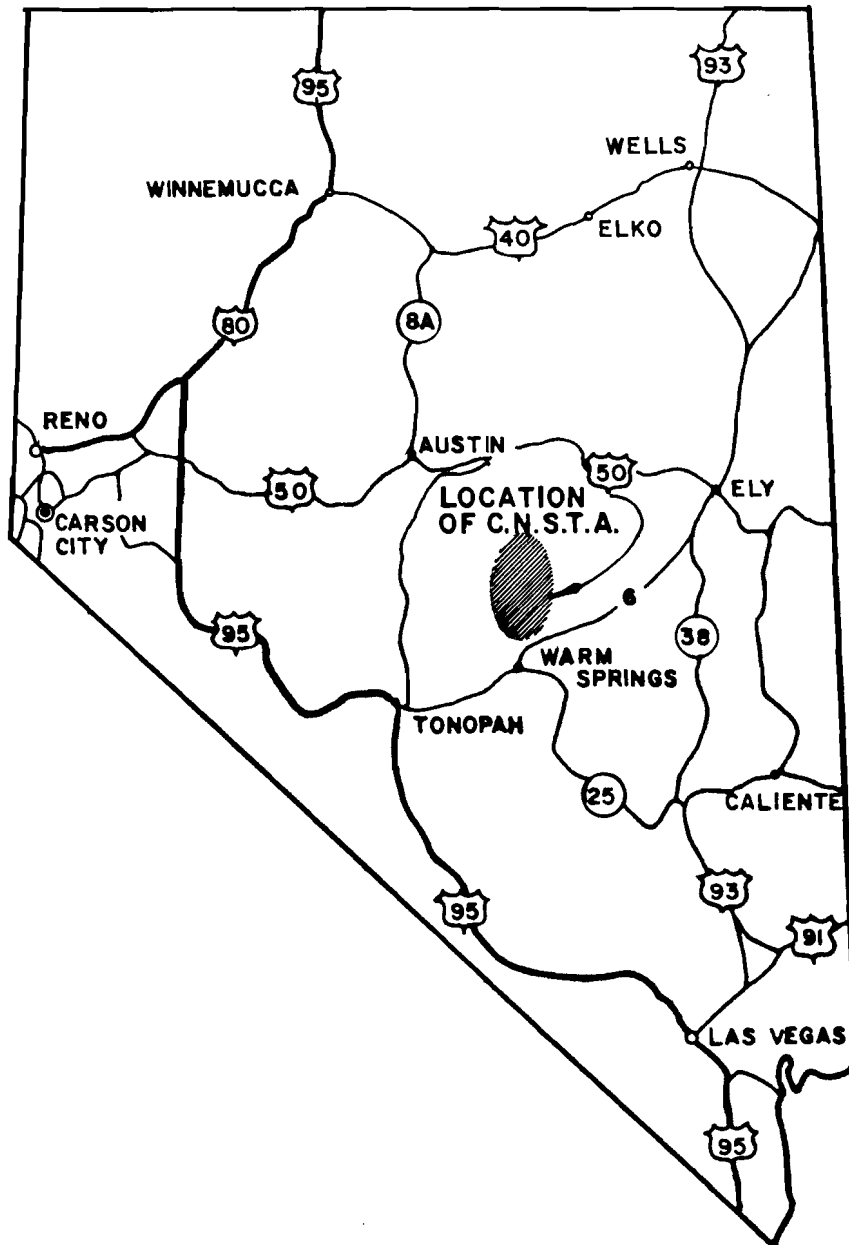 95
93
WELLS
WINNEMUCCA
ELKO
40
80
8A
RENO
AUSTIN
50
50
ELY
LOCATION
OF C.N.S.T.A.
CARSON
CITY
6
95
38
WARM
SPRINGS
TONOPAH
25
CALIENTE
93
95
91
LAS VEGAS
95